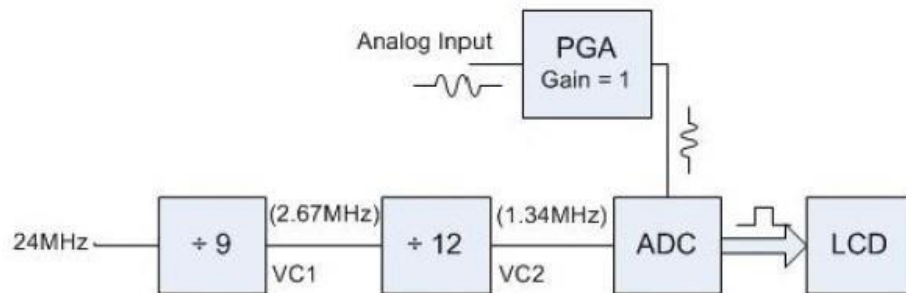 Analog Input
PGA
Gain = 1
24MHz
÷ 9
(2.67MHz)
VC1
÷ 12
(1.34MHz)
VC2
ADC
LCD